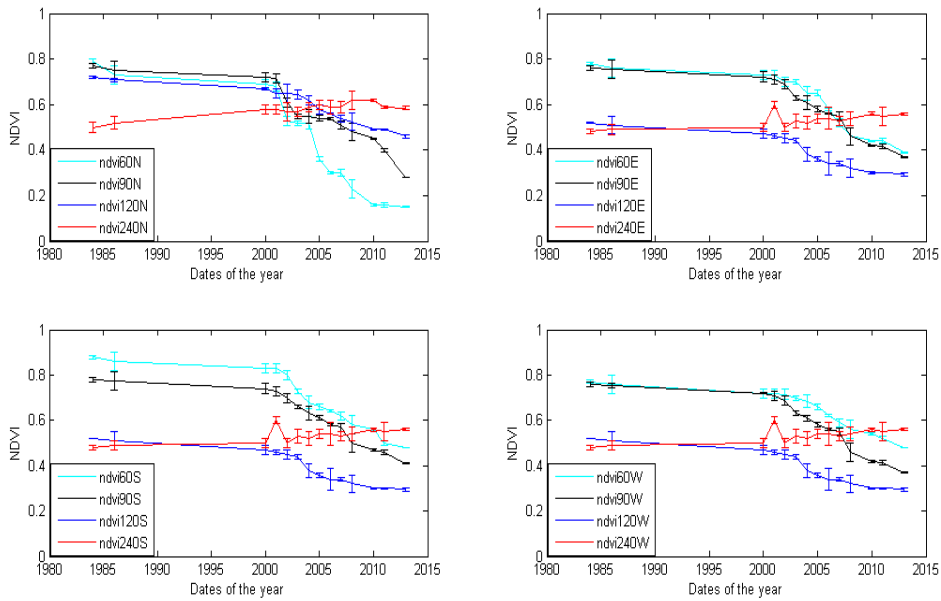 1
0.8
0.6
0.4
0.2
0
NDVI
ndvi60N
ndvi90N
ndvi120N
ndvi240N
1980 1985 1990 1995 2000 2005 2010 2015
Dates of the year
1
0.8
0.6
0.4
0.2
0
NDVI
ndvi60E
ndvi90E
ndvi120E
ndvi240E
1980 1985 1990 1995 2000 2005 2010 2015
Dates of the year
1
0.8
0.6
0.4
0.2
0
NDVI
ndvi60S
ndvi90S
ndvi120S
ndvi240S
1980 1985 1990 1995 2000 2005 2010 2015
Dates of the year
1
0.8
0.6
0.4
0.2
0
NDVI
ndvi60W
ndvi90W
ndvi120W
ndvi240W
1980 1985 1990 1995 2000 2005 2010 2015
Dates of the year